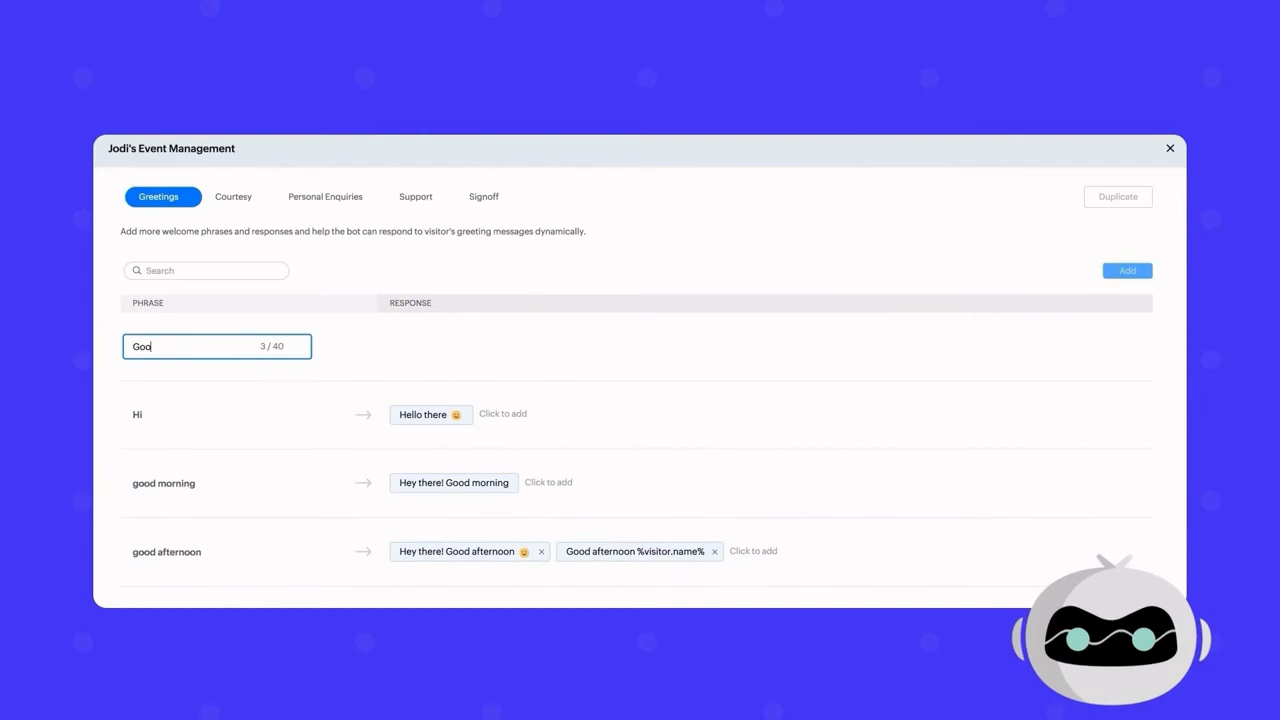 Jodi's Event Management
Greetings Courtesy Personal Enquiries Support Signoff Duplicate
Add more welcome phrases and responses and help the bot can respond to visitor's greeting messages dynamically.
Search Add
PHRASE RESPONSE
Goo 3 / 40
Hi Hello there 😀 Click to add
good morning Hey there! Good morning Click to add
good afternoon Hey there! Good afternoon 😀 × Good afternoon %visitor.name% × Click to add